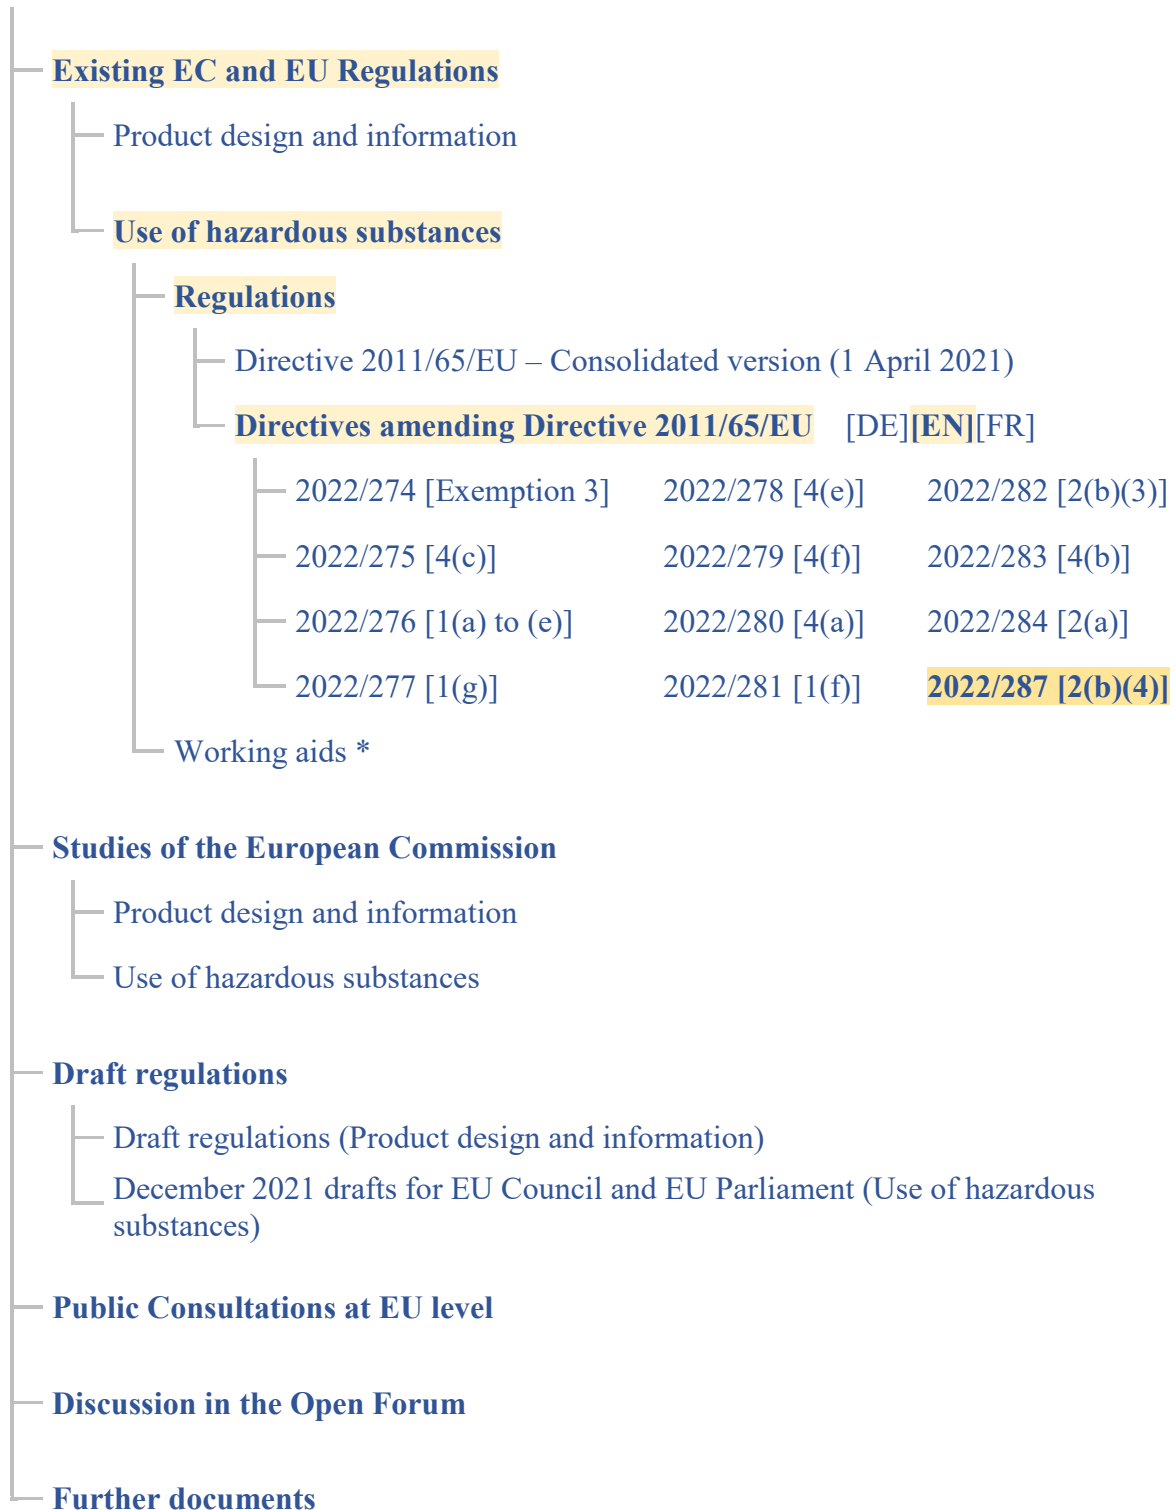 Existing EC and EU Regulations
Product design and information
Use of hazardous substances
Regulations
Directive 2011/65/EU – Consolidated version (1 April 2021)
Directives amending Directive 2011/65/EU [DE][EN][FR]
2022/274 [Exemption 3] 2022/278 [4(e)] 2022/282 [2(b)(3)]
2022/275 [4(c)] 2022/279 [4(f)] 2022/283 [4(b)]
2022/276 [1(a) to (e)] 2022/280 [4(a)] 2022/284 [2(a)]
2022/277 [1(g)] 2022/281 [1(f)] 2022/287 [2(b)(4)]
Working aids *
Studies of the European Commission
Product design and information
Use of hazardous substances
Draft regulations
Draft regulations (Product design and information)
December 2021 drafts for EU Council and EU Parliament (Use of hazardous
substances)
Public Consultations at EU level
Discussion in the Open Forum
Further documents